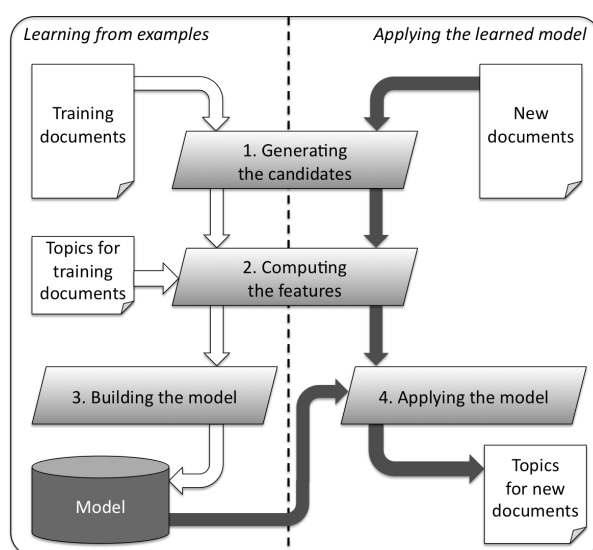 Learning from examples
Applying the learned model
Training
documents
New
documents
1. Generating
the candidates
Topics for
training
documents
2. Computing
the features
3. Building the model
4. Applying the model
Model
Topics
for new
documents